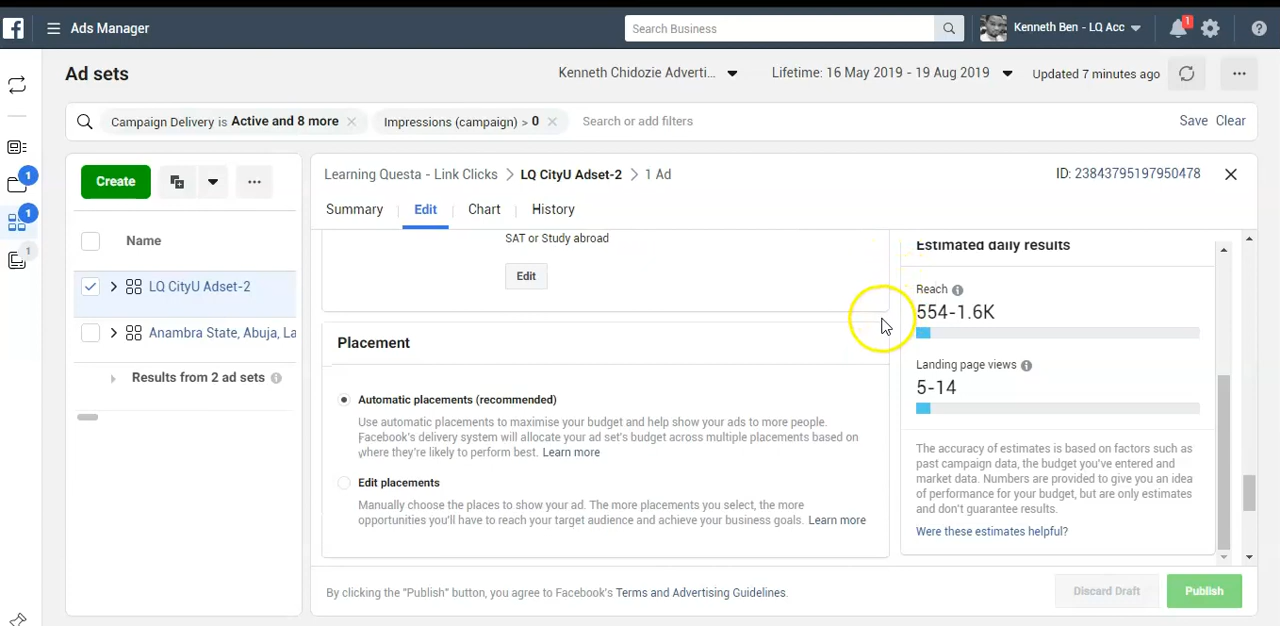 Ads Manager
Search Business
Kenneth Ben - LQ Acc
1
Ad sets
Kenneth Chidozie Adverti...
Lifetime: 16 May 2019 - 19 Aug 2019
Updated 7 minutes ago
Campaign Delivery is Active and 8 more
Impressions (campaign) > 0
Search or add filters
Save
Clear
1
1
1
Create
Name
LQ CityU Adset-2
Anambra State, Abuja, La
Results from 2 ad sets
Learning Questa - Link Clicks
LQ CityU Adset-2
1 Ad
ID: 23843795197950478
Summary
Edit
Chart
History
SAT or Study abroad
Edit
Placement
Automatic placements (recommended)
Use automatic placements to maximise your budget and help show your ads to more people.
Facebook's delivery system will allocate your ad set's budget across multiple placements based on
where they're likely to perform best. Learn more
Edit placements
Manually choose the places to show your ad. The more placements you select, the more
opportunities you'll have to reach your target audience and achieve your business goals. Learn more
Estimated daily results
Reach
554-1.6K
Landing page views
5-14
The accuracy of estimates is based on factors such as
past campaign data, the budget you've entered and
market data. Numbers are provided to give you an idea
of performance for your budget, but are only estimates
and don't guarantee results.
Were these estimates helpful?
By clicking the "Publish" button, you agree to Facebook's Terms and Advertising Guidelines.
Discard Draft
Publish